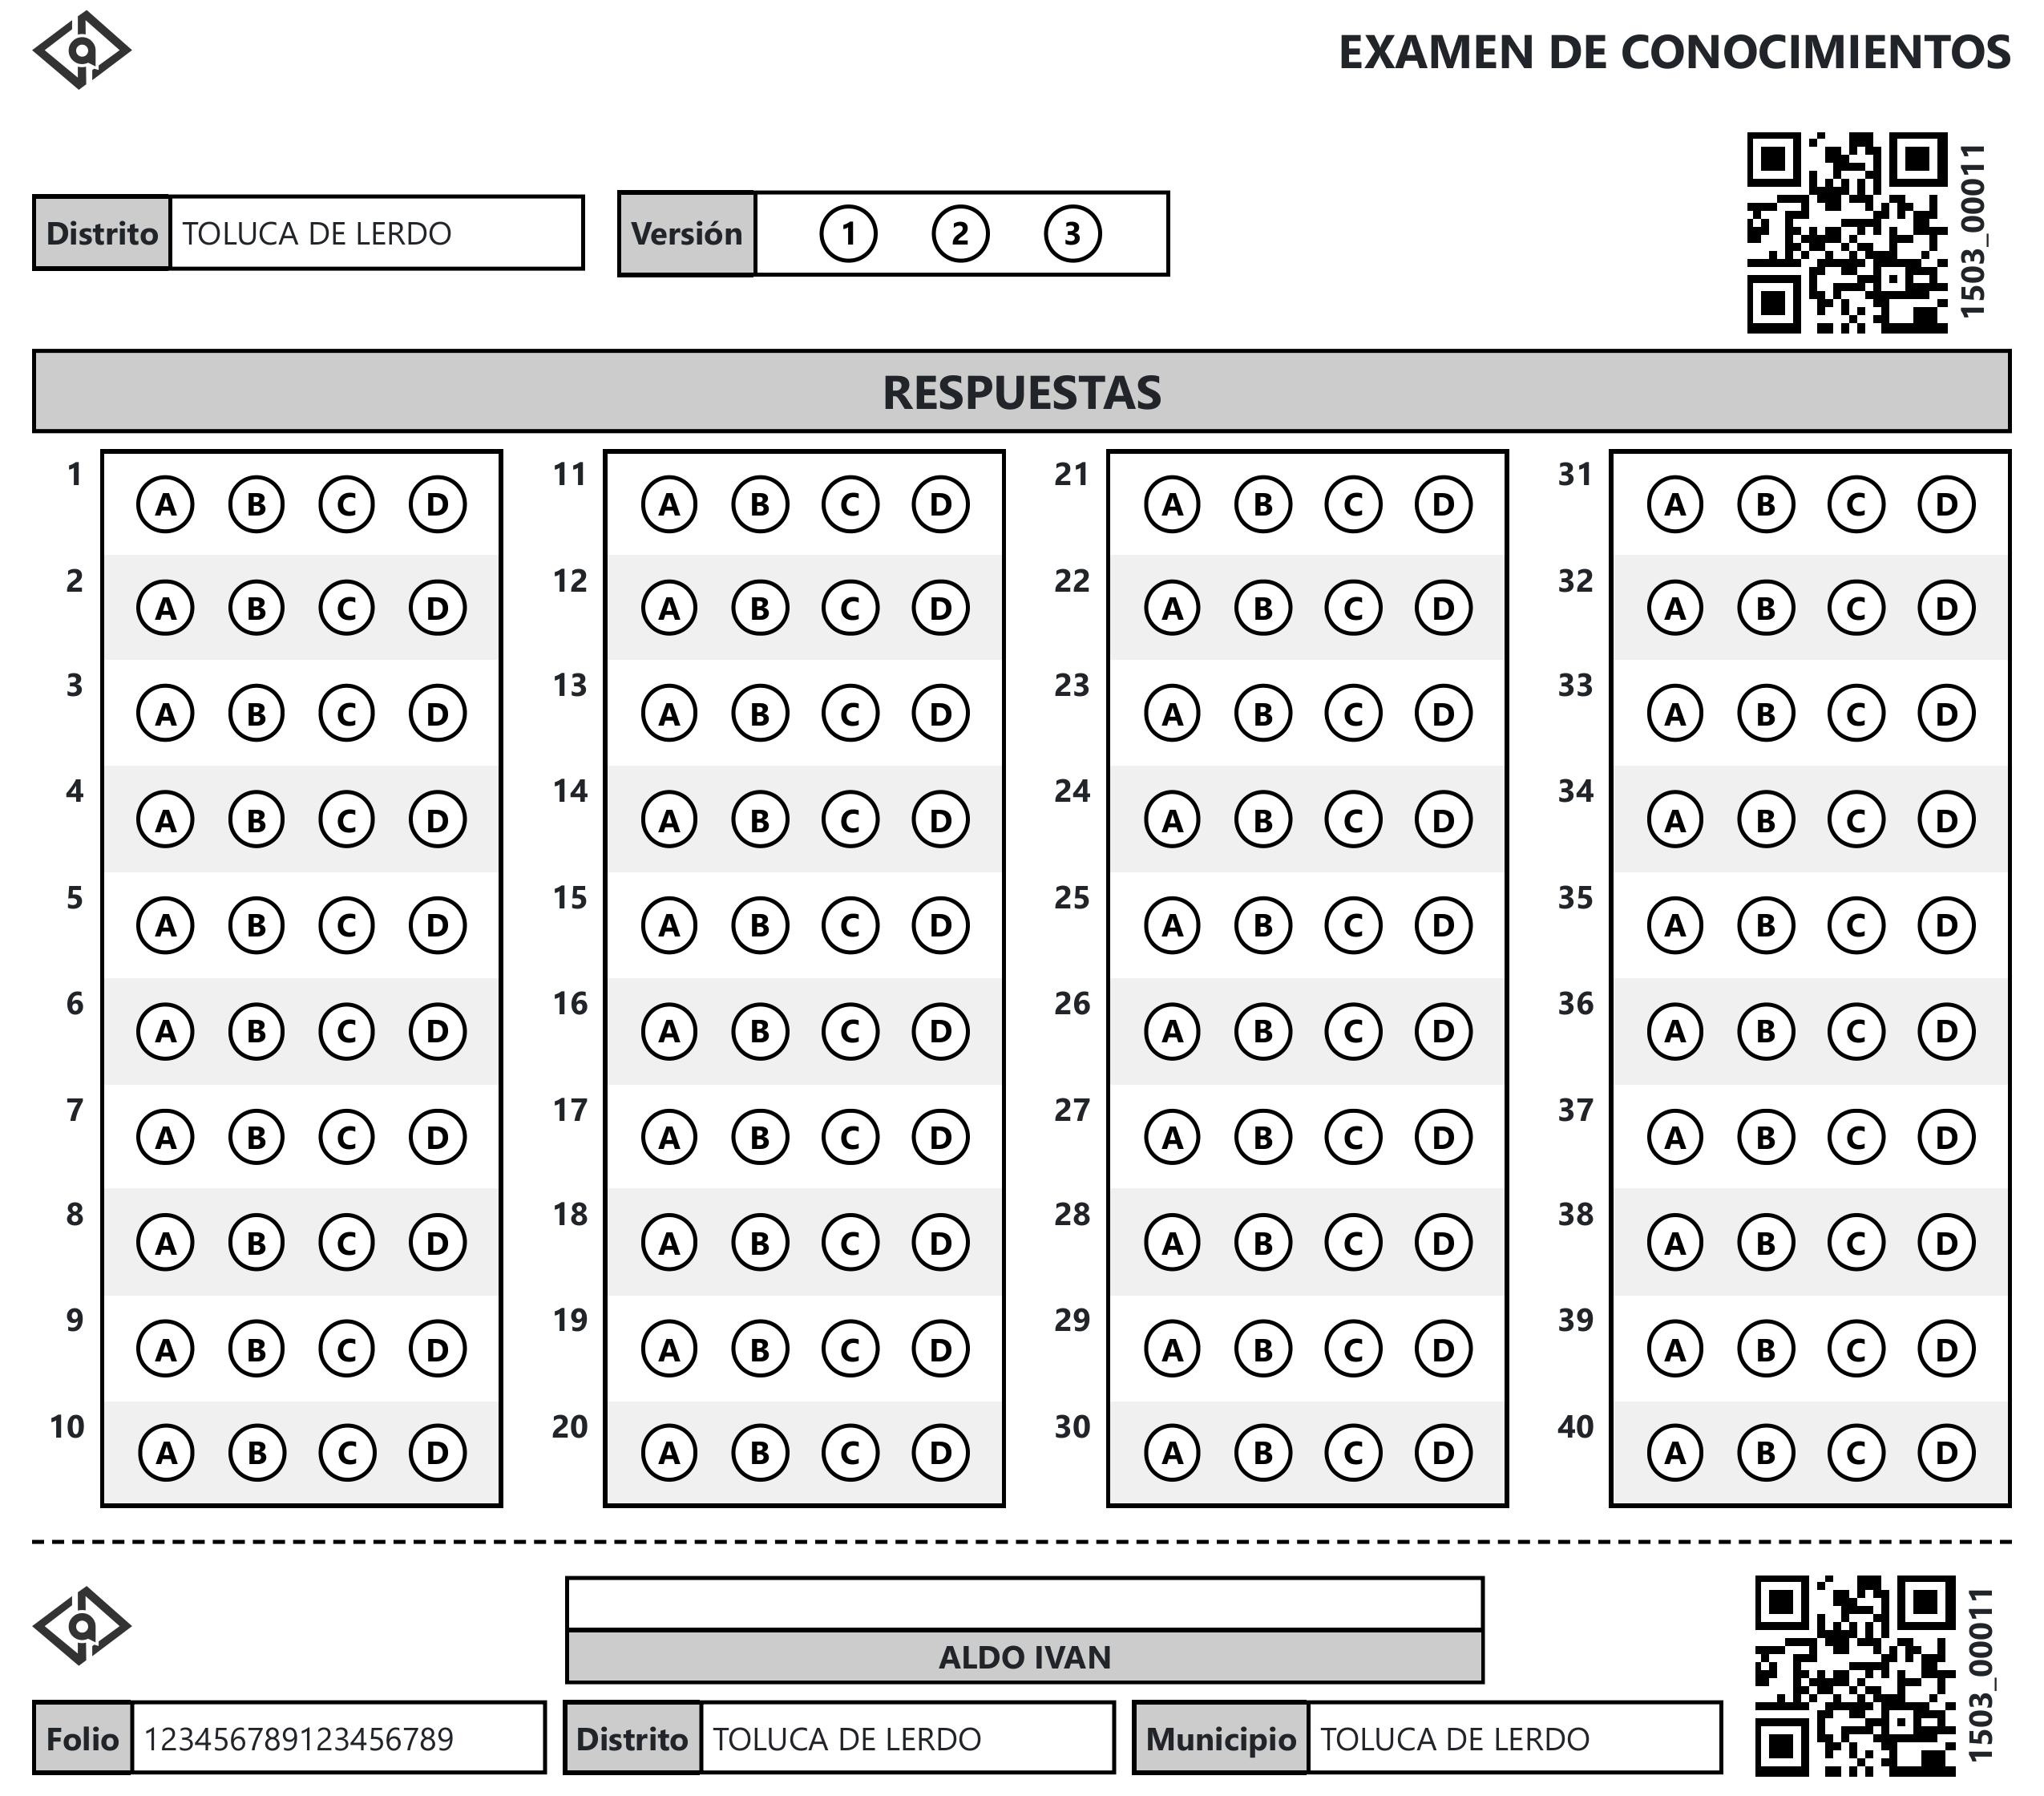 EXAMEN DE CONOCIMIENTOS
Distrito TOLUCA DE LERDO Versión 1 2 3
1503_00011
RESPUESTAS
1 A B C D 11 A B C D 21 A B C D 31 A B C D
2 A B C D 12 A B C D 22 A B C D 32 A B C D
3 A B C D 13 A B C D 23 A B C D 33 A B C D
4 A B C D 14 A B C D 24 A B C D 34 A B C D
5 A B C D 15 A B C D 25 A B C D 35 A B C D
6 A B C D 16 A B C D 26 A B C D 36 A B C D
7 A B C D 17 A B C D 27 A B C D 37 A B C D
8 A B C D 18 A B C D 28 A B C D 38 A B C D
9 A B C D 19 A B C D 29 A B C D 39 A B C D
10 A B C D 20 A B C D 30 A B C D 40 A B C D
ALDO IVAN
1503_00011
Folio 123456789123456789 Distrito TOLUCA DE LERDO Municipio TOLUCA DE LERDO